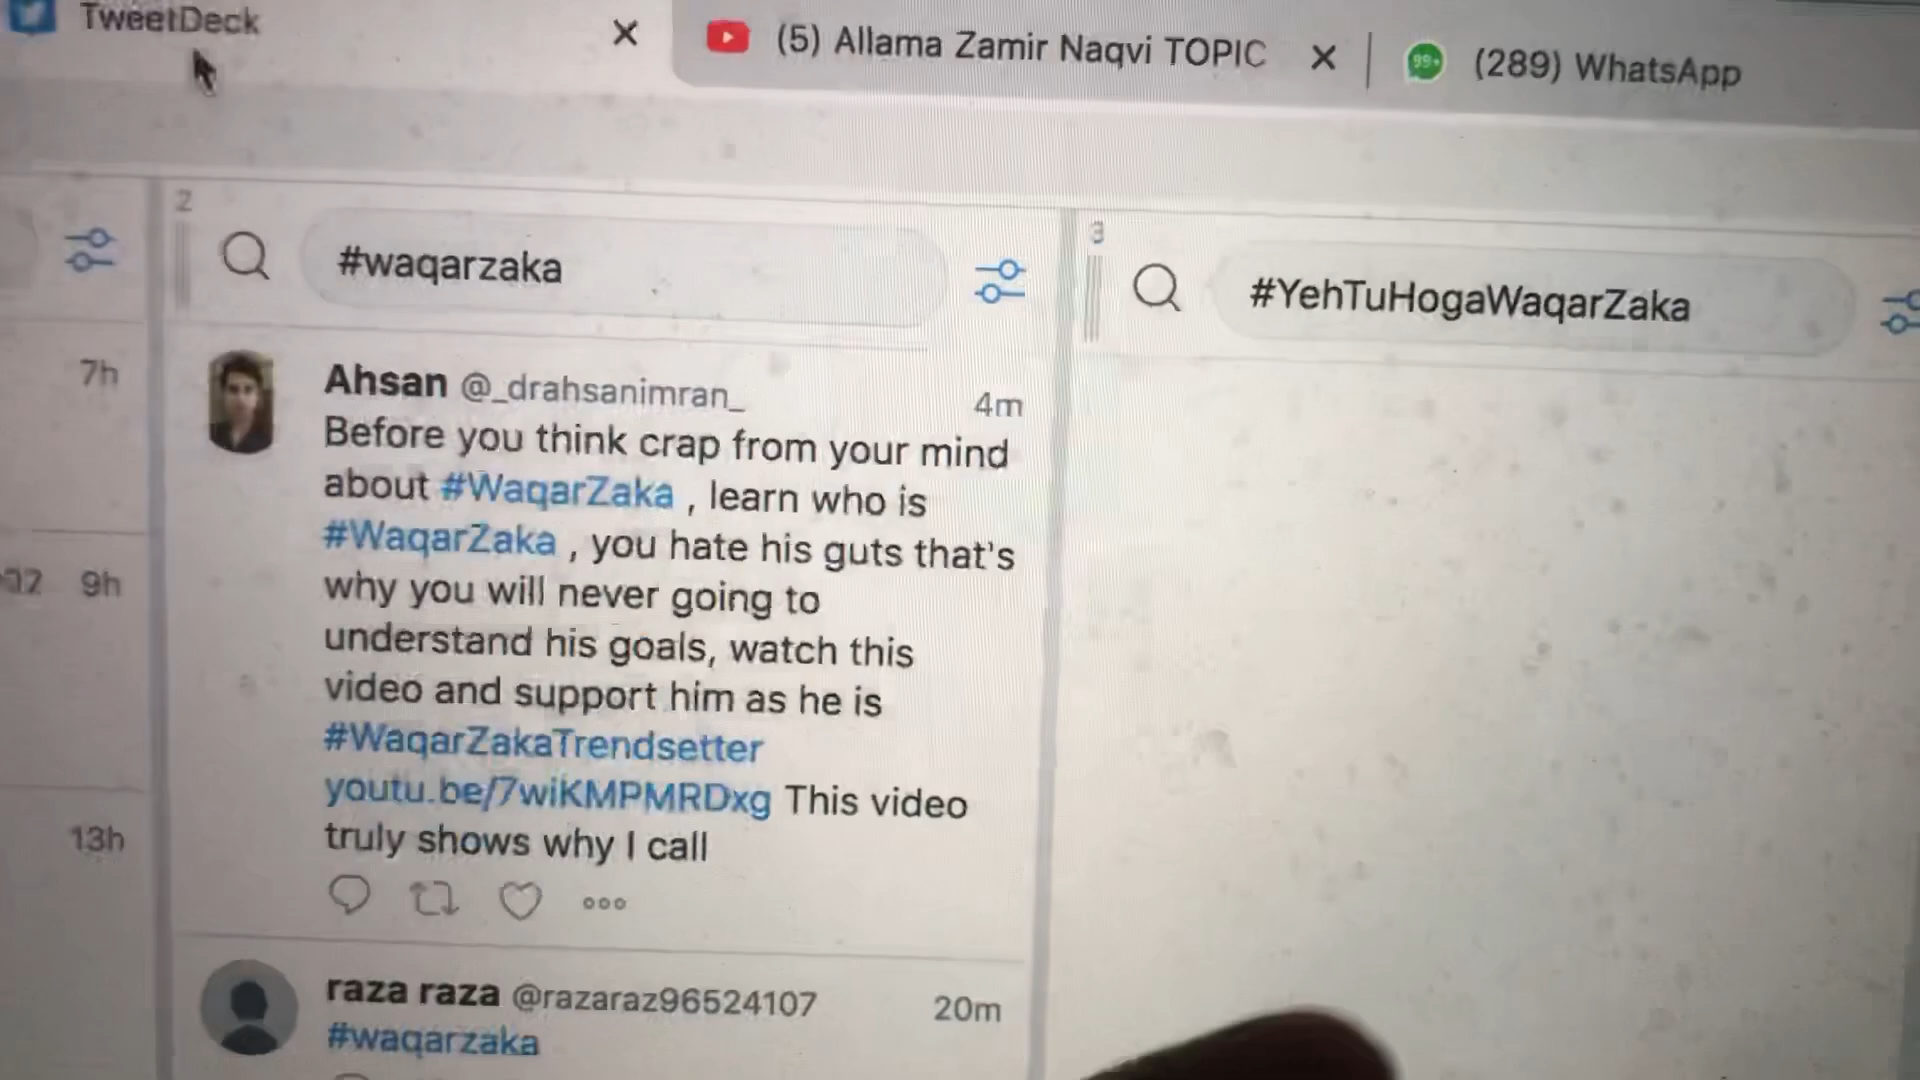 TweetDeck
(5) Allama Zamir Naqvi TOPIC
99+
(289) WhatsApp
2
#waqarzaka
3
#YehTuHogaWaqarZaka
7h
9h
13h
Ahsan @_drahsanimran_ 4m
Before you think crap from your mind
about #WaqarZaka , learn who is
#WaqarZaka , you hate his guts that's
why you will never going to
understand his goals, watch this
video and support him as he is
#WaqarZakaTrendsetter
youtu.be/7wiKMPMRDxg This video
truly shows why I call
raza raza @razaraz96524107 20m
#waqarzaka